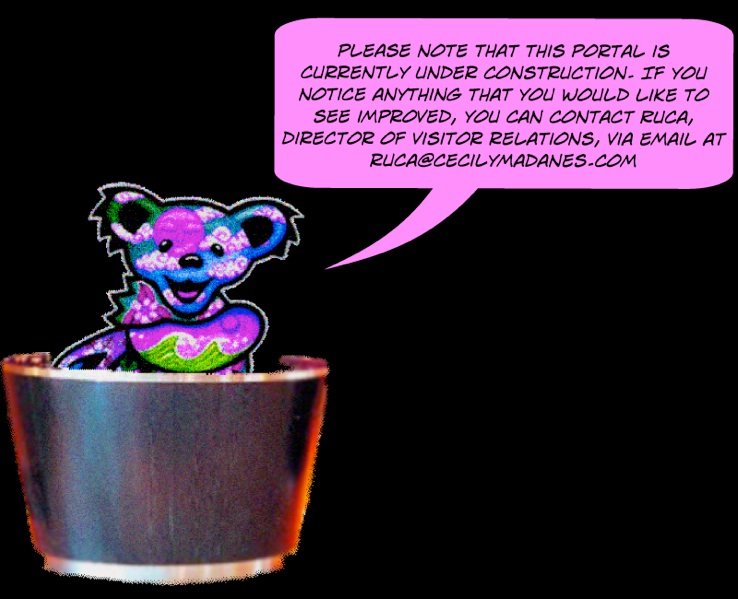 PLEASE NOTE THAT THIS PORTAL IS
CURRENTLY UNDER CONSTRUCTION. IF YOU
NOTICE ANYTHING THAT YOU WOULD LIKE TO
SEE IMPROVED, YOU CAN CONTACT RUCA,
DIRECTOR OF VISITOR RELATIONS, VIA EMAIL AT
RUCA@CECILYMADANES.COM